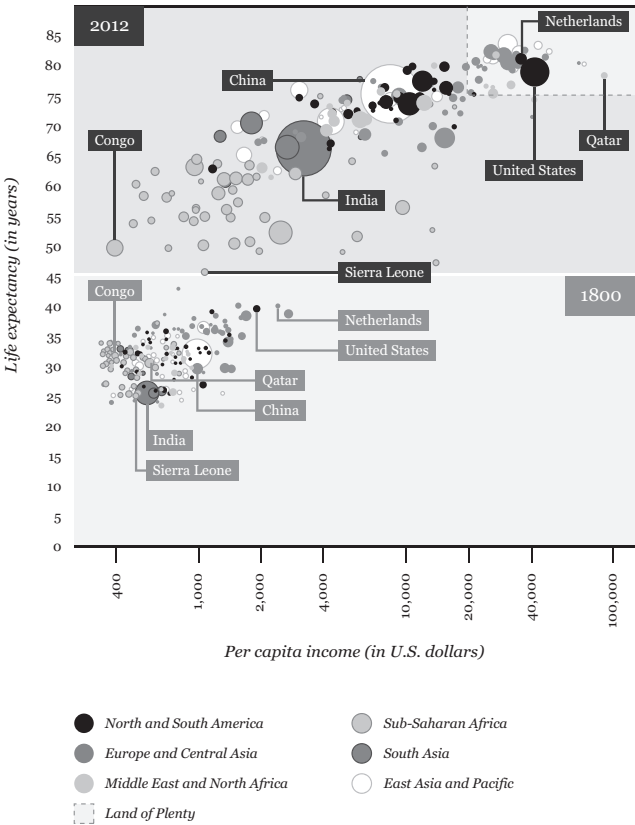 2012
Netherlands
China
Congo
Qatar
United States
India
Sierra Leone
1800
Congo
Netherlands
United States
Qatar
China
India
Sierra Leone
Life expectancy (in years)
85
80
75
70
65
60
55
50
45
40
35
30
25
20
15
10
5
0
400
1,000
2,000
4,000
10,000
20,000
40,000
100,000
Per capita income (in U.S. dollars)
North and South America
Sub-Saharan Africa
Europe and Central Asia
South Asia
Middle East and North Africa
East Asia and Pacific
Land of Plenty